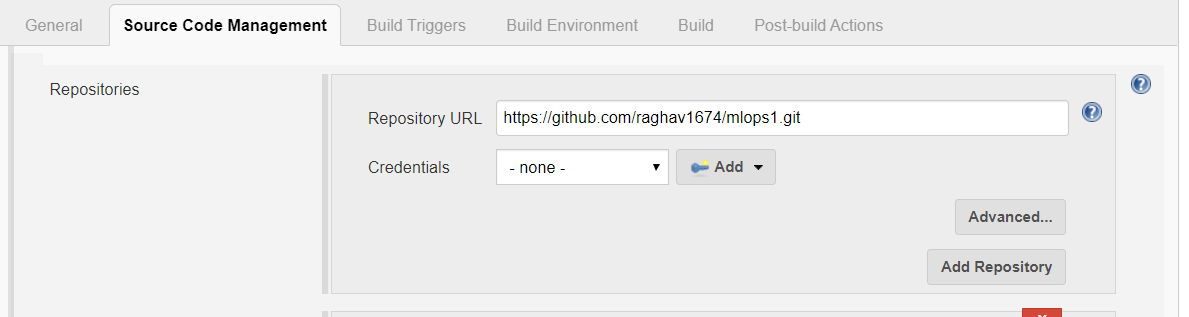 General Source Code Management Build Triggers Build Environment Build Post-build Actions
Repositories
Repository URL https://github.com/raghav1674/mlops1.git
Credentials - none - Add
Advanced...
Add Repository
X